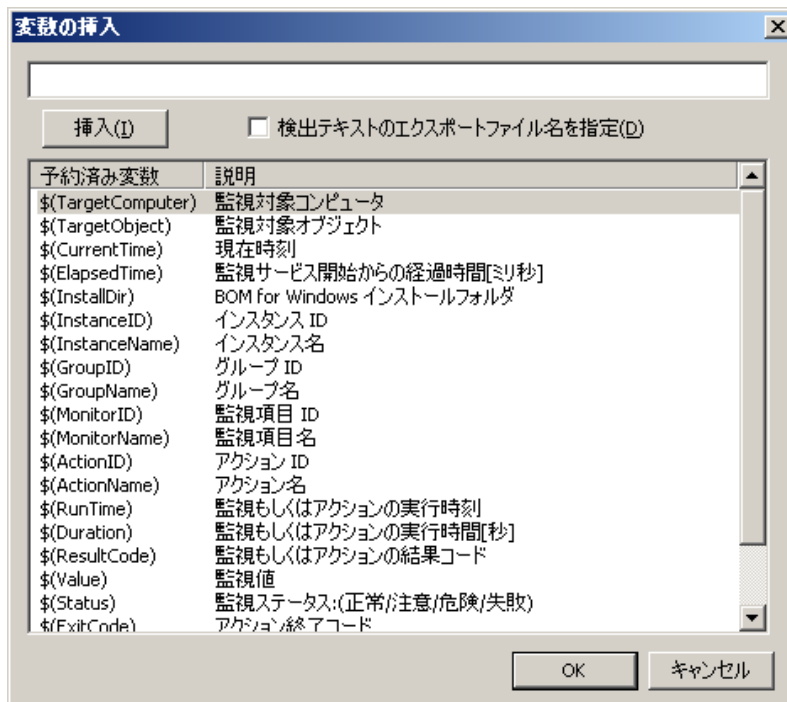 変数の挿入
挿入(I)
検出テキストのエクスポートファイル名を指定(D)
予約済み変数 説明
$(TargetComputer) 監視対象コンピュータ
$(TargetObject) 監視対象オブジェクト
$(CurrentTime) 現在時刻
$(ElapsedTime) 監視サービス開始からの経過時間[ミリ秒]
$(InstallDir) BOM for Windows インストールフォルダ
$(InstanceID) インスタンス ID
$(InstanceName) インスタンス名
$(GroupID) グループ ID
$(GroupName) グループ名
$(MonitorID) 監視項目 ID
$(MonitorName) 監視項目名
$(ActionID) アクション ID
$(ActionName) アクション名
$(RunTime) 監視もしくはアクションの実行時刻
$(Duration) 監視もしくはアクションの実行時間[秒]
$(ResultCode) 監視もしくはアクションの結果コード
$(Value) 監視値
$(Status) 監視ステータス:(正常/注意/危険/失敗)
$(ExitCode) アクション終了コード
OK
キャンセル